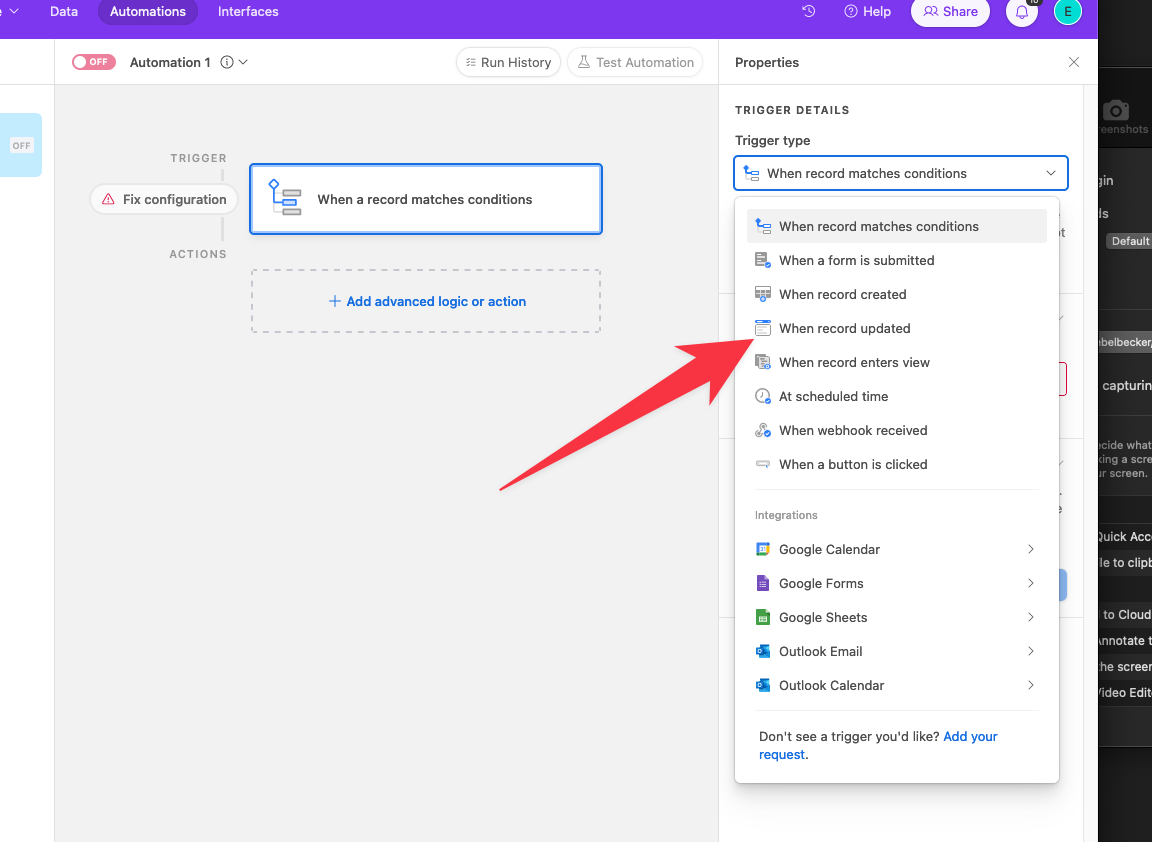 Data
Automations
Interfaces
Help
Share
E
OFF
Automation 1
Run History
Test Automation
Properties
OFF
TRIGGER
Fix configuration
When a record matches conditions
ACTIONS
Add advanced logic or action
TRIGGER DETAILS
Trigger type
When record matches conditions
When record matches conditions
When a form is submitted
When record created
When record updated
When record enters view
At scheduled time
When webhook received
When a button is clicked
Integrations
Google Calendar
Google Forms
Google Sheets
Outlook Email
Outlook Calendar
Don't see a trigger you'd like? Add your
request.
reenshots
gin
ls
Default
ebelbecker,
capturin
ecide what
king a scre
ur screen.
Quick Acce
ile to clipb
to Cloud
Annotate t
the screen
Video Edito